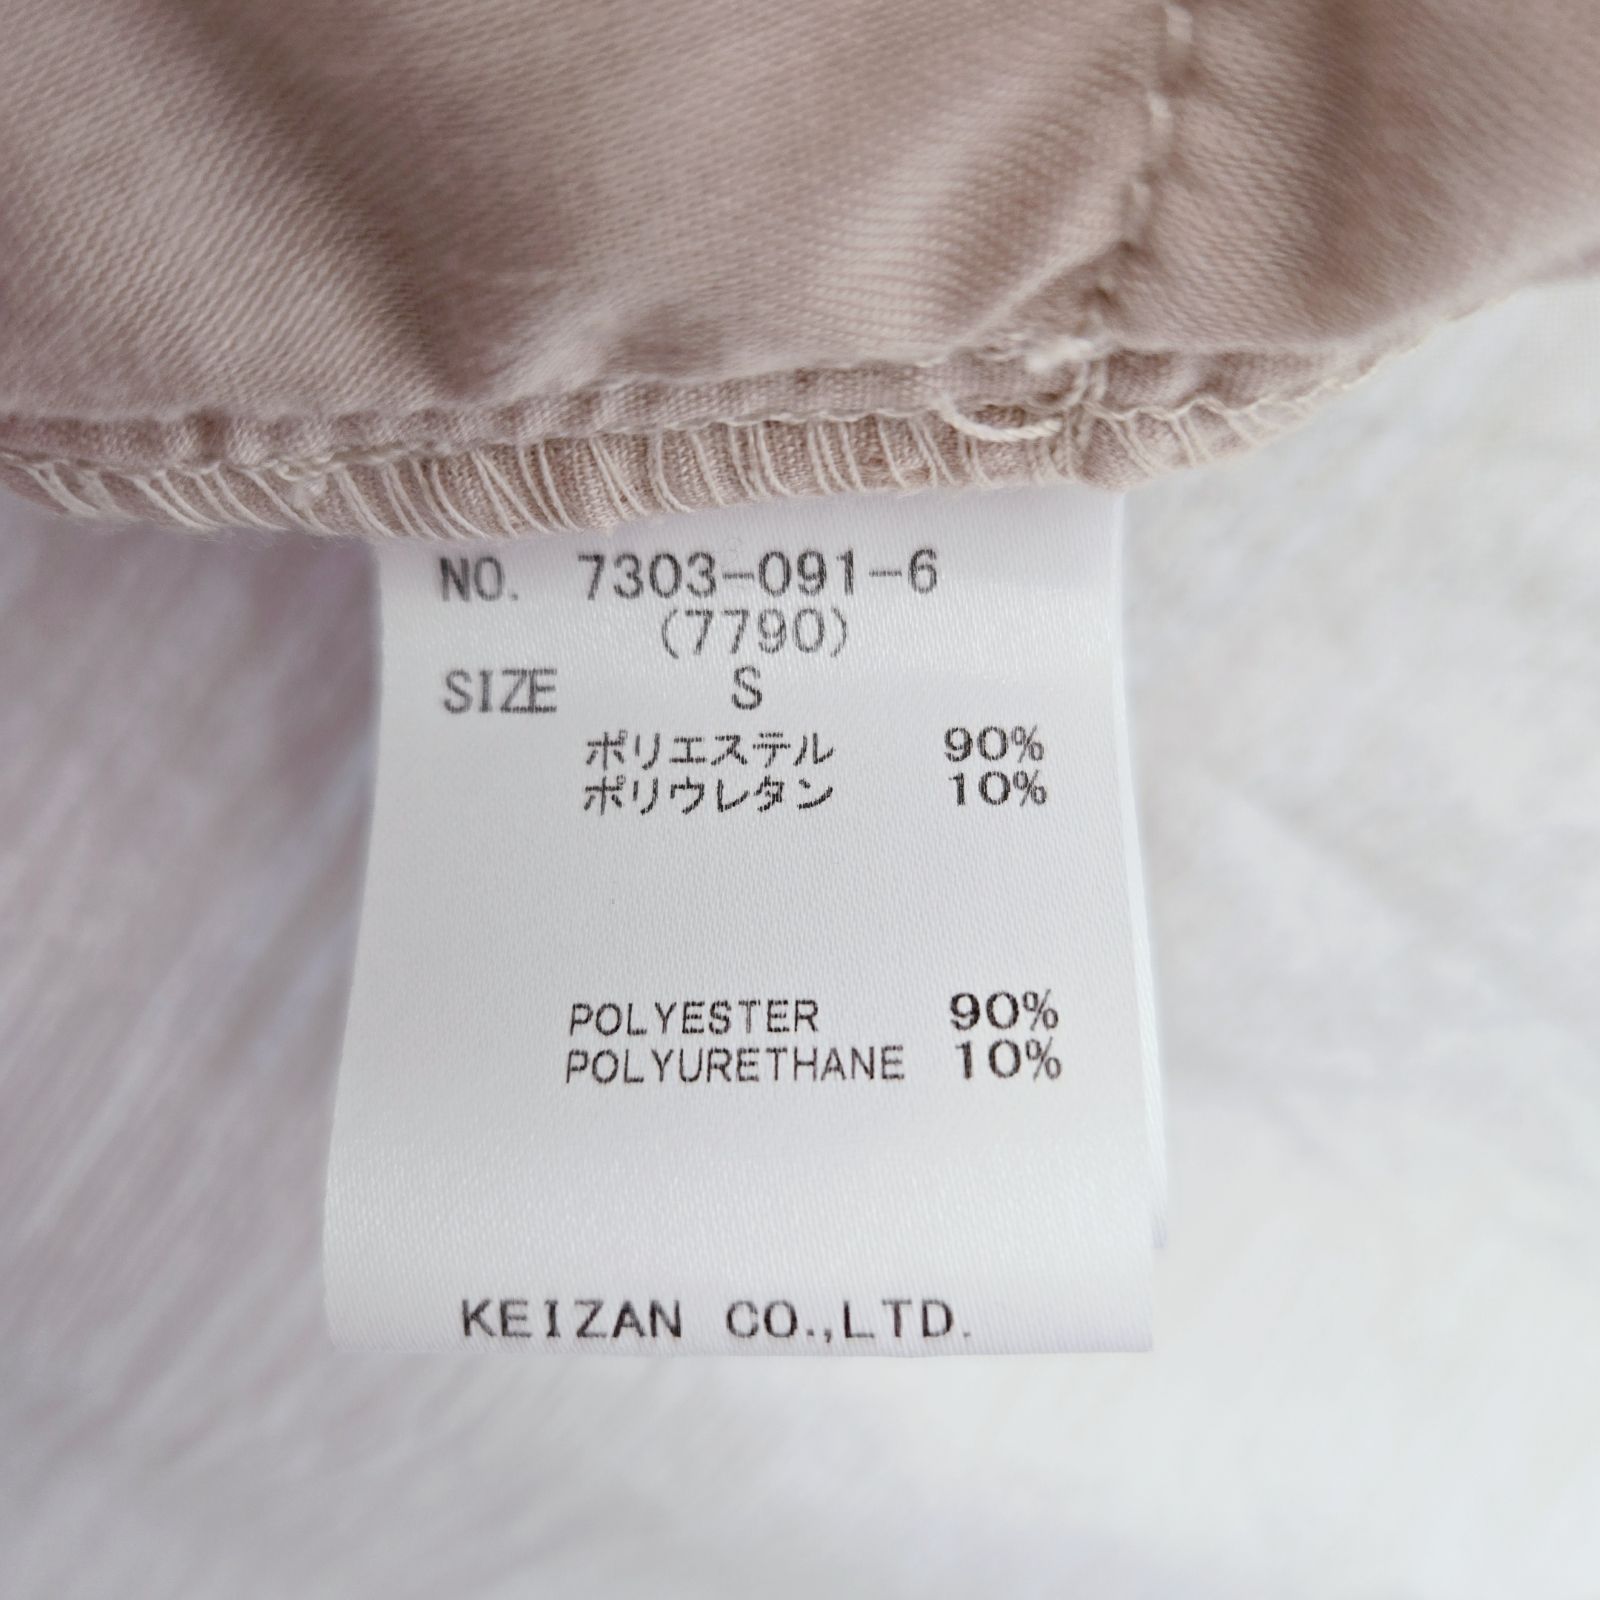 NO. 7303-091-6
(7790)
SIZE S
ポリエステル 90%
ポリウレタン 10%
POLYESTER 90%
POLYURETHANE 10%
KEIZAN CO.,LTD.